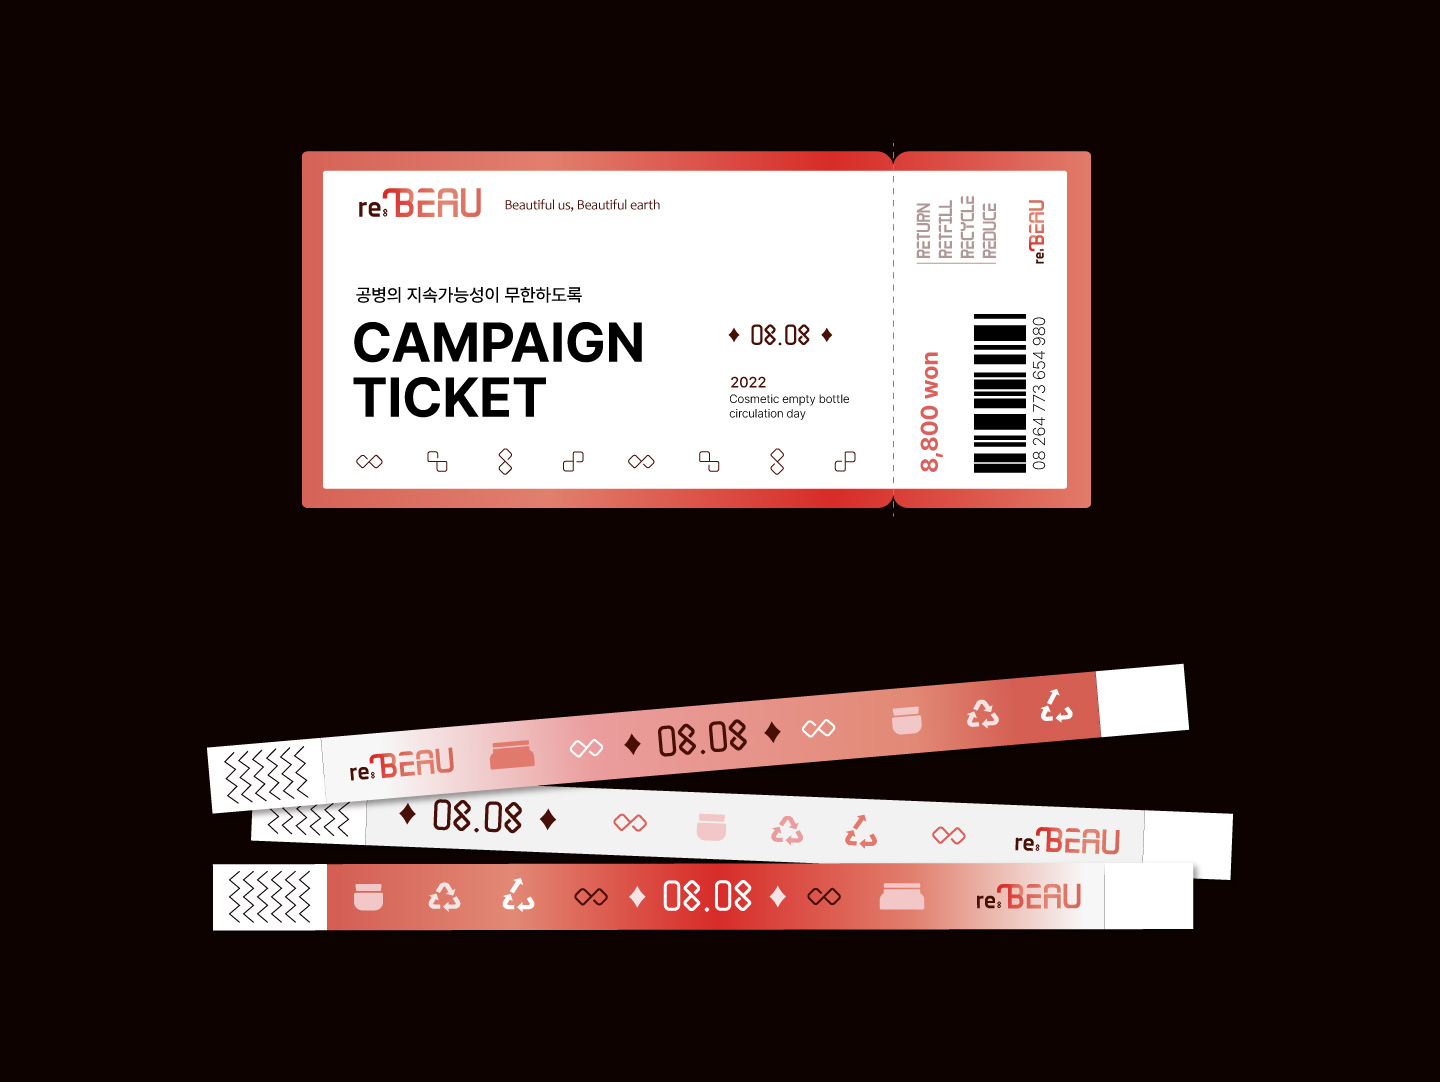 re:BEAU
Beautiful us, Beautiful earth
공병의 지속가능성이 무한하도록
CAMPAIGN
TICKET
08.08
2022
Cosmetic empty bottle
circulation day
RETURN
RETFILL
RECYCLE
REDUCE
re:BEAU
8,800 won
08 264 773 654 980
re:BEAU
08.08
08.08
re:BEAU
08.08
re:BEAU